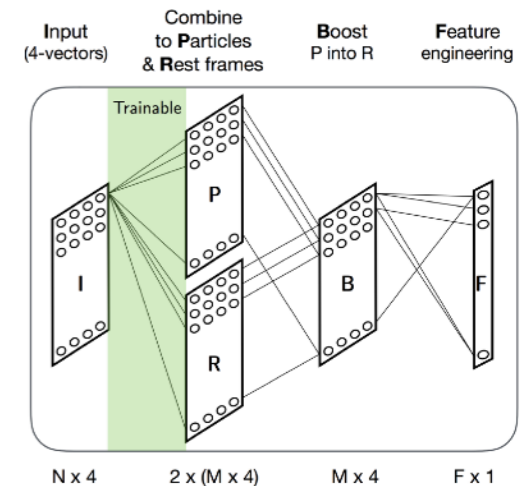 Input
(4-vectors)
Combine
to Particles
& Rest frames
Boost
P into R
Feature
engineering
Trainable
I
P
R
B
F
N x 4
2 x (M x 4)
M x 4
F x 1